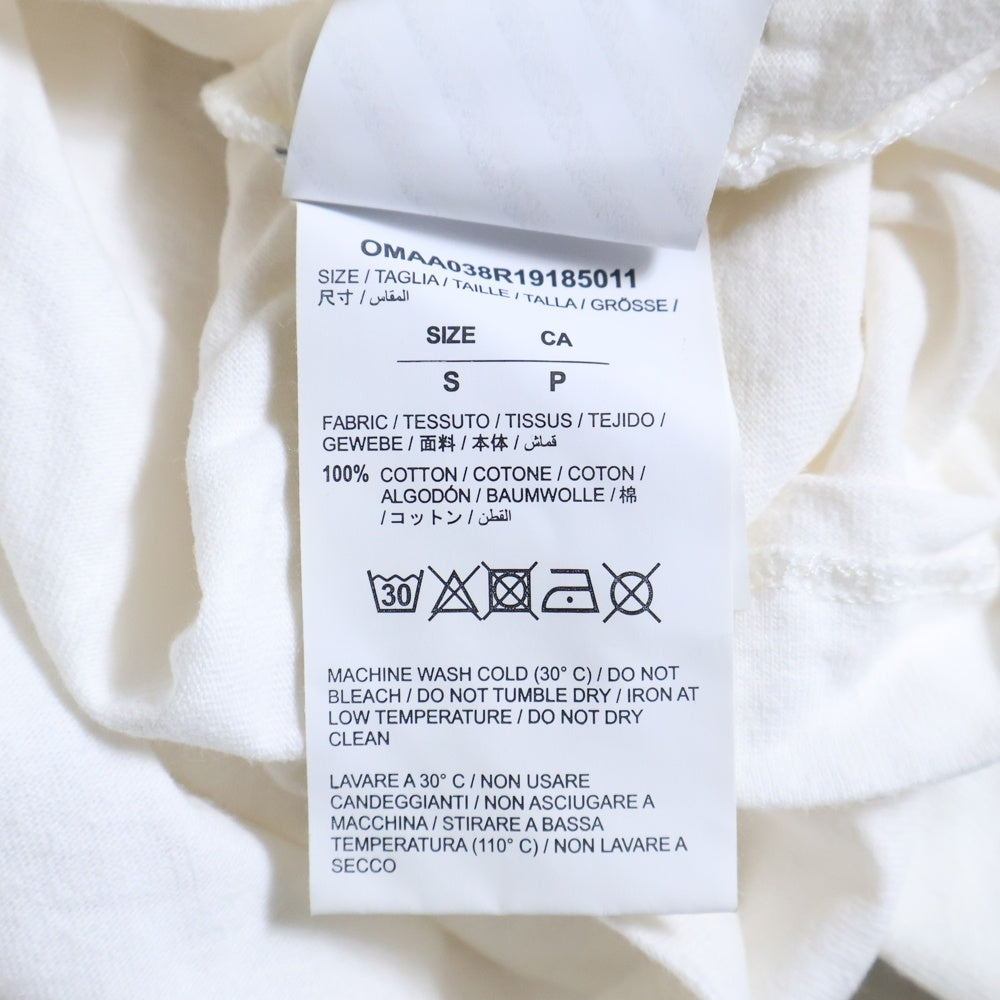 OMAA038R19185011
SIZE / TAGLIA / TAILLE / TALLA / GRÖSSE /
尺寸 / المقاس
SIZE CA
S P
FABRIC / TESSUTO / TISSUS / TEJIDO /
GEWEBE / 面料 / 本体 / قماش
100% COTTON / COTONE / COTON /
ALGODÓN / BAUMWOLLE / 棉
/ コットン / القطن
30
MACHINE WASH COLD (30° C) / DO NOT
BLEACH / DO NOT TUMBLE DRY / IRON AT
LOW TEMPERATURE / DO NOT DRY
CLEAN
LAVARE A 30° C / NON USARE
CANDEGGIANTI / NON ASCIUGARE A
MACCHINA / STIRARE A BASSA
TEMPERATURA (110° C) / NON LAVARE A
SECCO